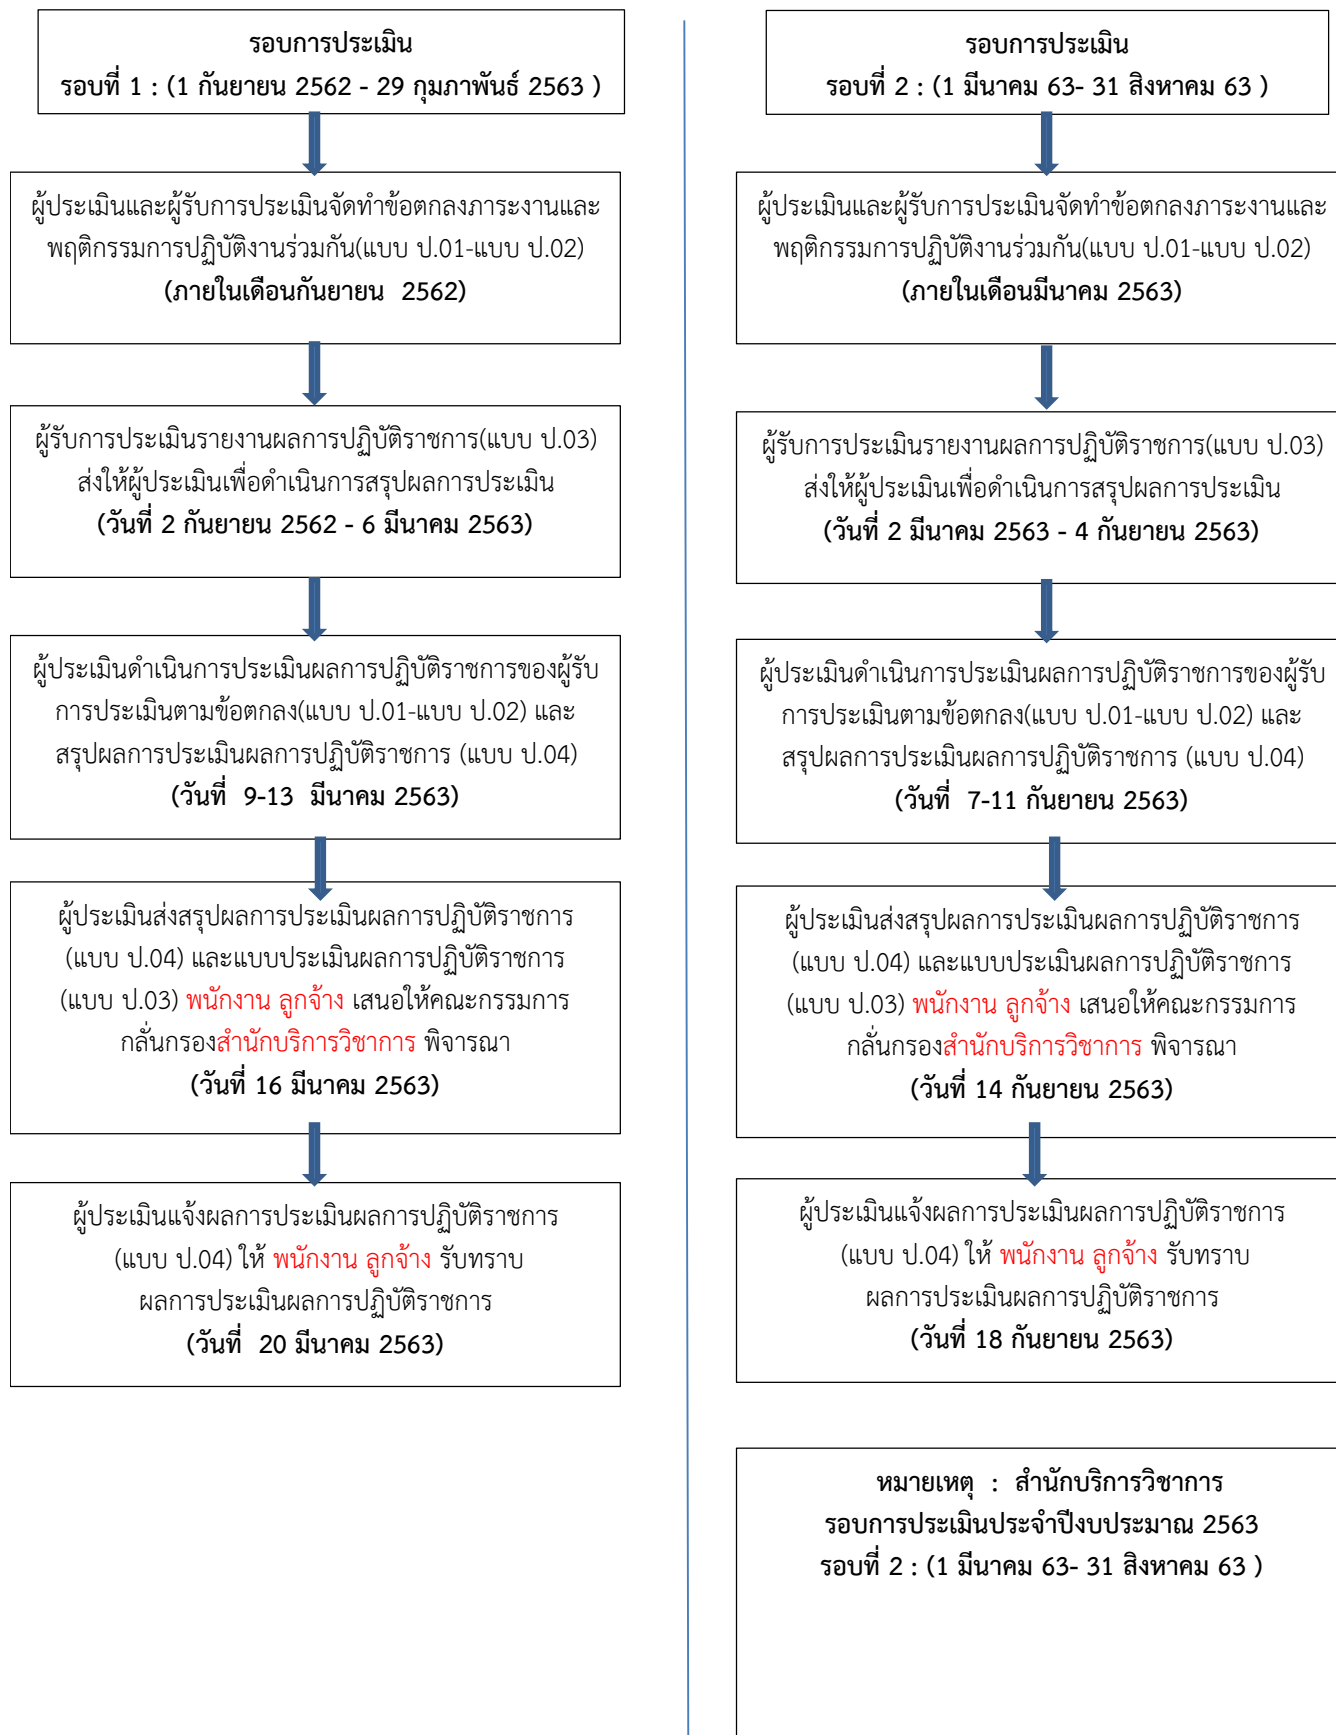 รอบการประเมิน
รอบที่ 1 : (1 กันยายน 2562 - 29 กุมภาพันธ์ 2563 )
ผู้ประเมินและผู้รับการประเมินจัดทำข้อตกลงภาระงานและ
พฤติกรรมการปฏิบัติงานร่วมกัน(แบบ ป.01-แบบ ป.02)
(ภายในเดือนกันยายน  2562)
ผู้รับการประเมินรายงานผลการปฏิบัติราชการ(แบบ ป.03)
ส่งให้ผู้ประเมินเพื่อดำเนินการสรุปผลการประเมิน
(วันที่ 2 กันยายน 2562 - 6 มีนาคม 2563)
ผู้ประเมินดำเนินการประเมินผลการปฏิบัติราชการของผู้รับ
การประเมินตามข้อตกลง(แบบ ป.01-แบบ ป.02) และ
สรุปผลการประเมินผลการปฏิบัติราชการ (แบบ ป.04)
(วันที่  9-13  มีนาคม 2563)
ผู้ประเมินส่งสรุปผลการประเมินผลการปฏิบัติราชการ
(แบบ ป.04) และแบบประเมินผลการปฏิบัติราชการ
(แบบ ป.03) พนักงาน ลูกจ้าง เสนอให้คณะกรรมการ
กลั่นกรองสำนักบริการวิชาการ พิจารณา
(วันที่ 16 มีนาคม 2563)
ผู้ประเมินแจ้งผลการประเมินผลการปฏิบัติราชการ
(แบบ ป.04) ให้ พนักงาน ลูกจ้าง รับทราบ
ผลการประเมินผลการปฏิบัติราชการ
(วันที่  20 มีนาคม 2563)
รอบการประเมิน
รอบที่ 2 : (1 มีนาคม 63- 31 สิงหาคม 63 )
ผู้ประเมินและผู้รับการประเมินจัดทำข้อตกลงภาระงานและ
พฤติกรรมการปฏิบัติงานร่วมกัน(แบบ ป.01-แบบ ป.02)
(ภายในเดือนมีนาคม 2563)
ผู้รับการประเมินรายงานผลการปฏิบัติราชการ(แบบ ป.03)
ส่งให้ผู้ประเมินเพื่อดำเนินการสรุปผลการประเมิน
(วันที่ 2 มีนาคม 2563 - 4 กันยายน 2563)
ผู้ประเมินดำเนินการประเมินผลการปฏิบัติราชการของผู้รับ
การประเมินตามข้อตกลง(แบบ ป.01-แบบ ป.02) และ
สรุปผลการประเมินผลการปฏิบัติราชการ (แบบ ป.04)
(วันที่  7-11 กันยายน 2563)
ผู้ประเมินส่งสรุปผลการประเมินผลการปฏิบัติราชการ
(แบบ ป.04) และแบบประเมินผลการปฏิบัติราชการ
(แบบ ป.03) พนักงาน ลูกจ้าง เสนอให้คณะกรรมการ
กลั่นกรองสำนักบริการวิชาการ พิจารณา
(วันที่ 14 กันยายน 2563)
ผู้ประเมินแจ้งผลการประเมินผลการปฏิบัติราชการ
(แบบ ป.04) ให้ พนักงาน ลูกจ้าง รับทราบ
ผลการประเมินผลการปฏิบัติราชการ
(วันที่ 18 กันยายน 2563)
หมายเหตุ  :  สำนักบริการวิชาการ
รอบการประเมินประจำปีงบประมาณ 2563
รอบที่ 2 : (1 มีนาคม 63- 31 สิงหาคม 63 )